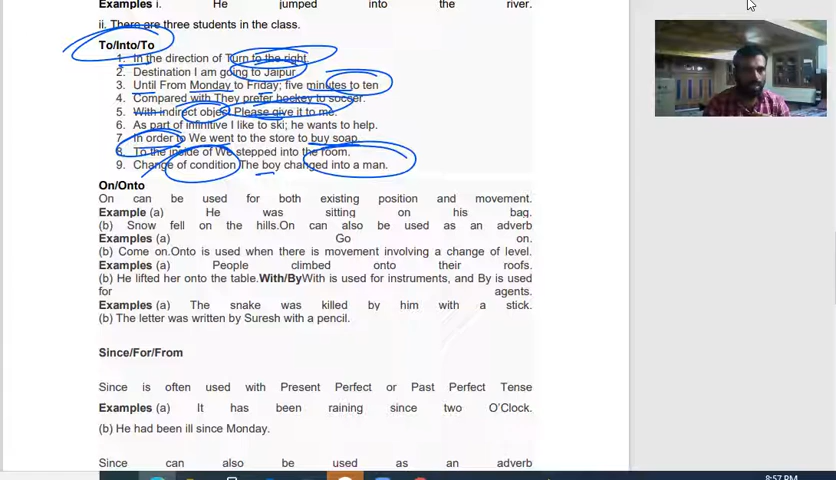 Examples i. He jumped into the river.
ii. There are three students in the class.
To/Into/To
1. In the direction of Turn to the right.
2. Destination I am going to Jaipur.
3. Until From Monday to Friday; five minutes to ten
4. Compared with They prefer hockey to soccer.
5. With indirect object Please give it to me.
6. As part of infinitive I like to ski; he wants to help.
7. In order to We went to the store to buy soap.
8. To the inside of We stepped into the room.
9. Change of condition The boy changed into a man.
On/Onto
On can be used for both existing position and movement.
Example (a) He was sitting on his bag.
(b) Snow fell on the hills.On can also be used as an adverb
Examples (a) Go on.
(b) Come on.Onto is used when there is movement involving a change of level.
Examples (a) People climbed onto their roofs.
(b) He lifted her onto the table.With/ByWith is used for instruments, and By is used
for agents.
Examples (a) The snake was killed by him with a stick.
(b) The letter was written by Suresh with a pencil.
Since/For/From
Since is often used with Present Perfect or Past Perfect Tense
Examples (a) It has been raining since two O'Clock.
(b) He had been ill since Monday.
Since can also be used as an adverb
8:57 PM